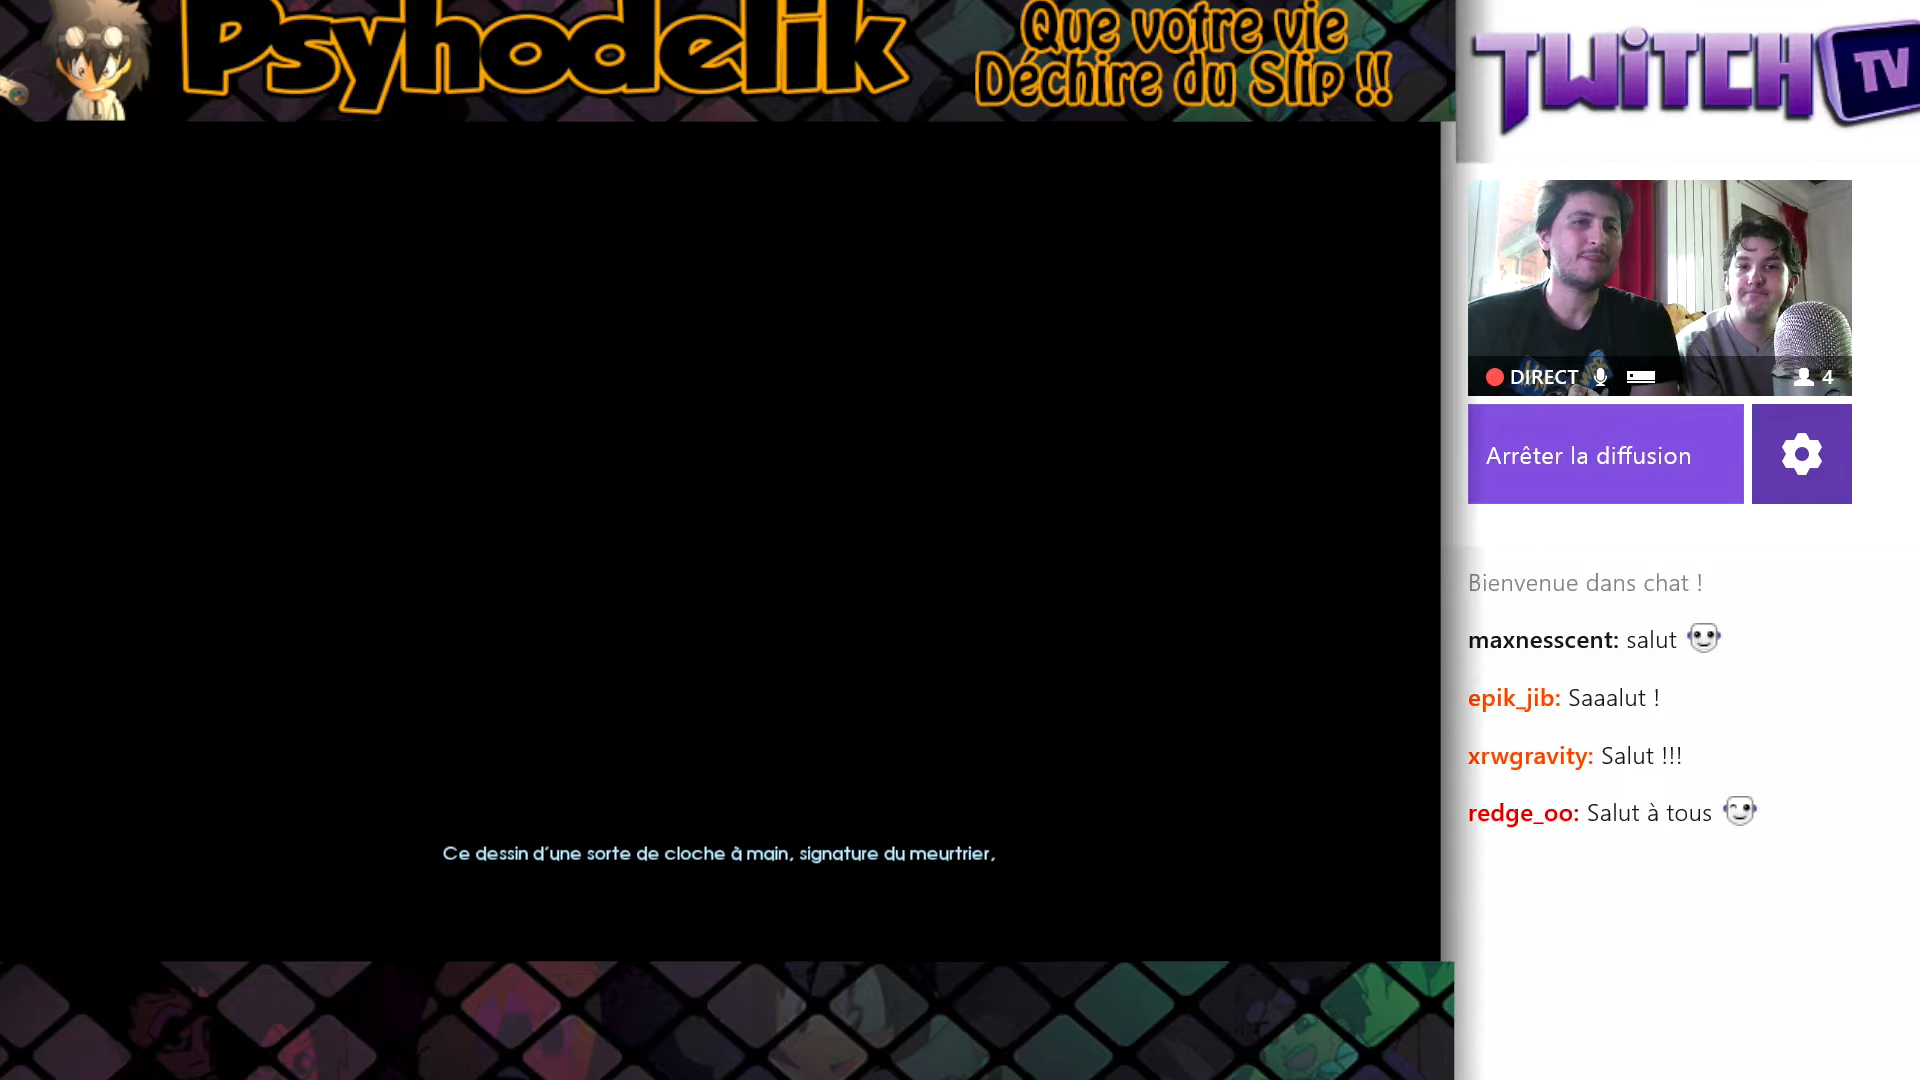 Psyhodelik
Que votre vie
Déchire du Slip !!
TWiTCH TV
DIRECT
4
Arrêter la diffusion
Bienvenue dans chat !
maxnesscent: salut
epik_jib: Saaalut !
xrwgravity: Salut !!!
redge_oo: Salut à tous
Ce dessin d'une sorte de cloche à main, signature du meurtrier,